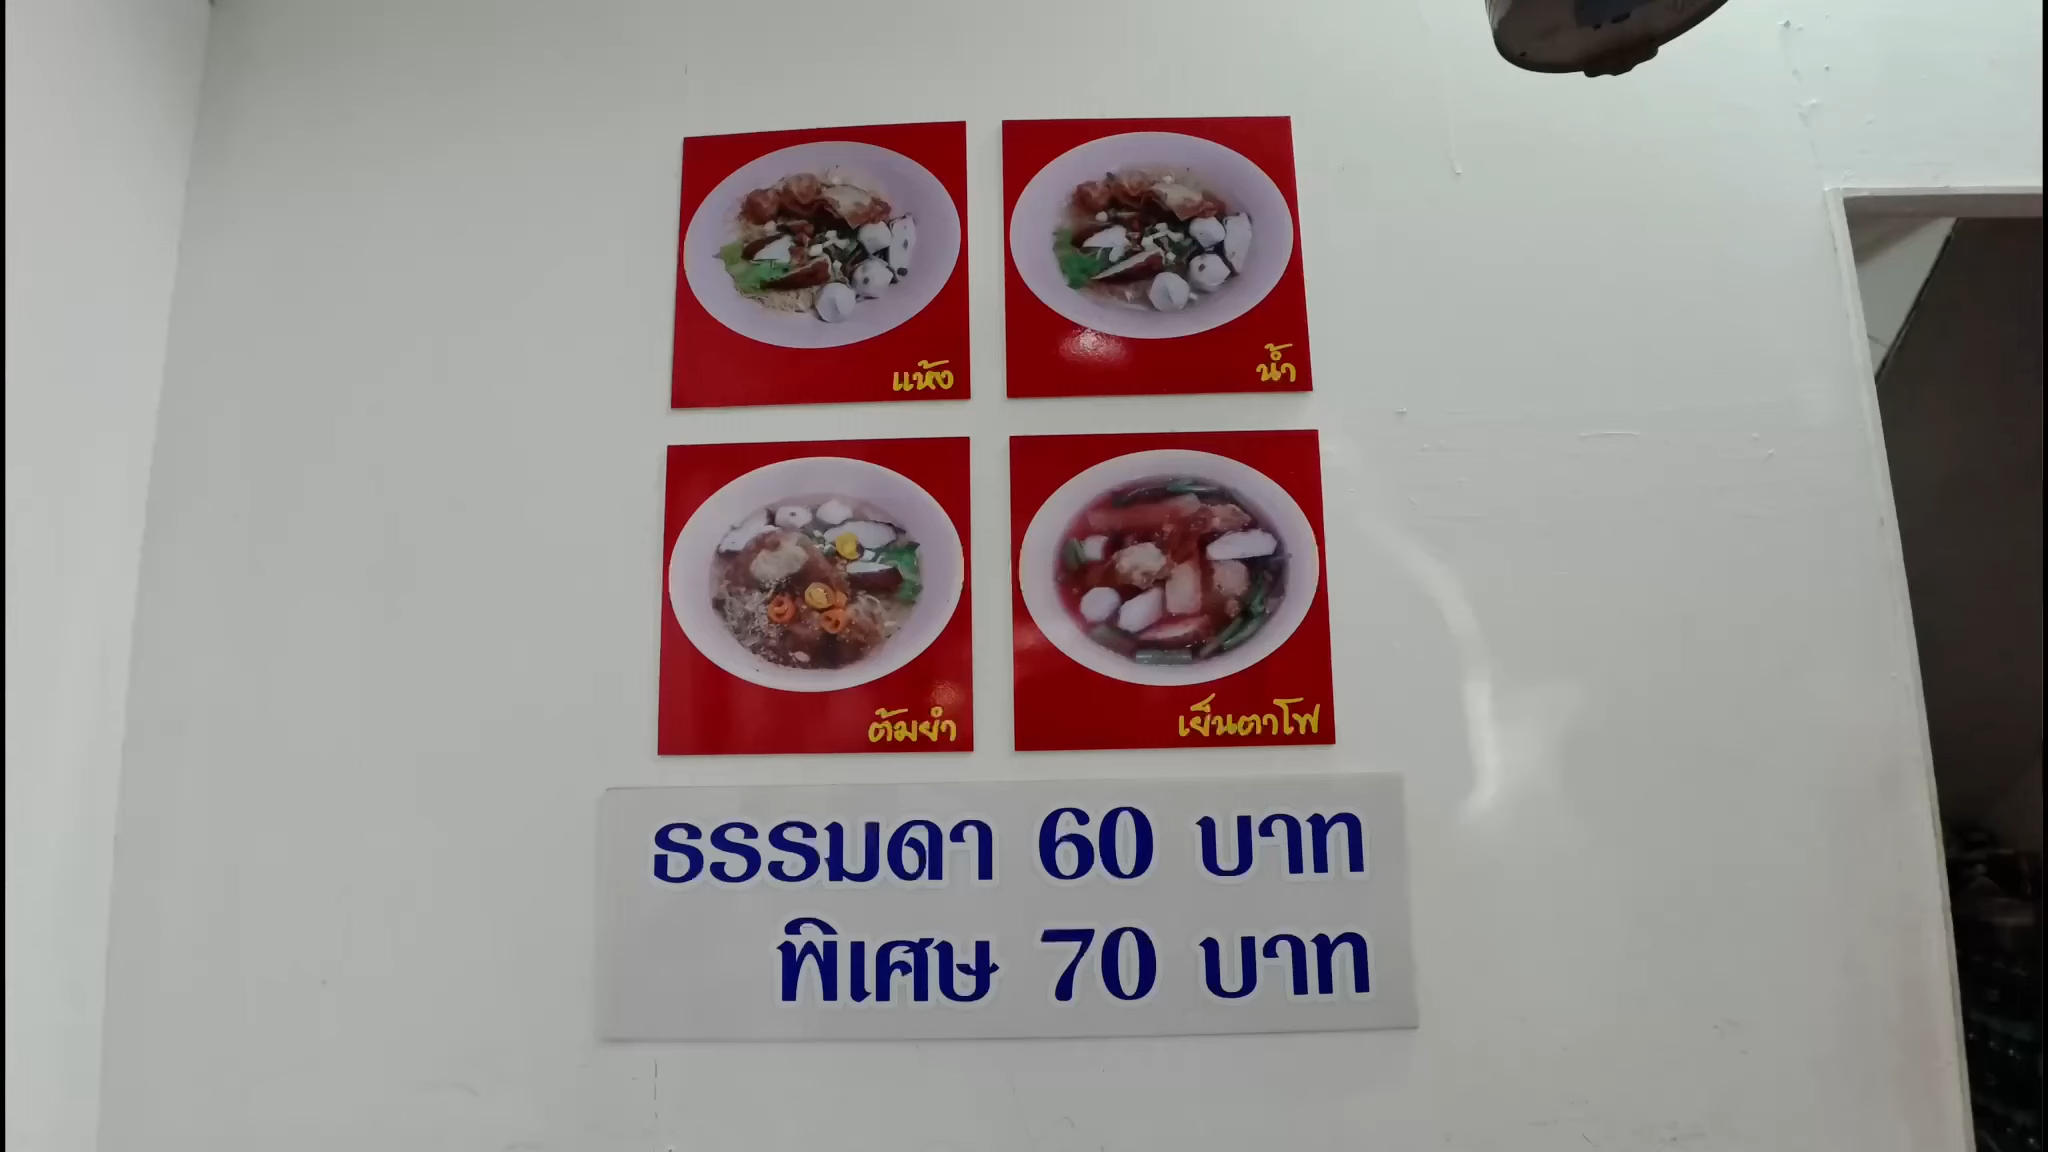 แห้ง
น้ำ
ต้มยำ
เย็นตาโฟ
ธรรมดา 60 บาท
พิเศษ 70 บาท